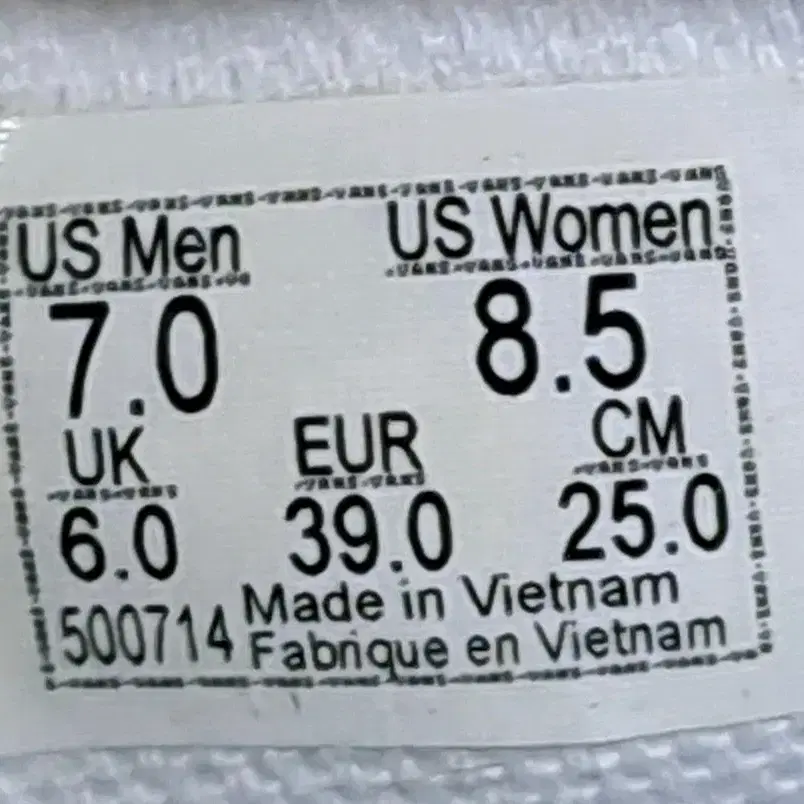 US Men US Women
7.0 8.5
UK EUR CM
6.0 39.0 25.0
500714 Made in Vietnam
Fabrique en Vietnam